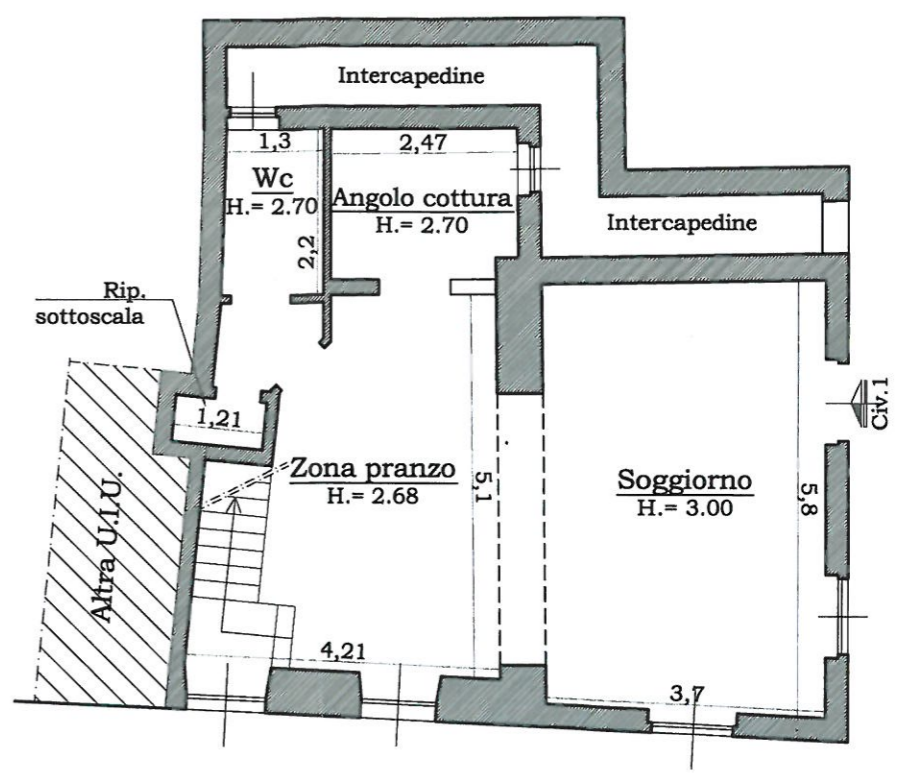 Intercapedine
1,3
2,47
Wc
H.= 2.70
2,2
Angolo cottura
H.= 2.70
Intercapedine
Rip.
sottoscala
1,21
Civ.1
Zona pranzo
H.= 2.68
5,1
Soggiorno
H.= 3.00
5,8
Altra U.I.U.
4,21
3,7